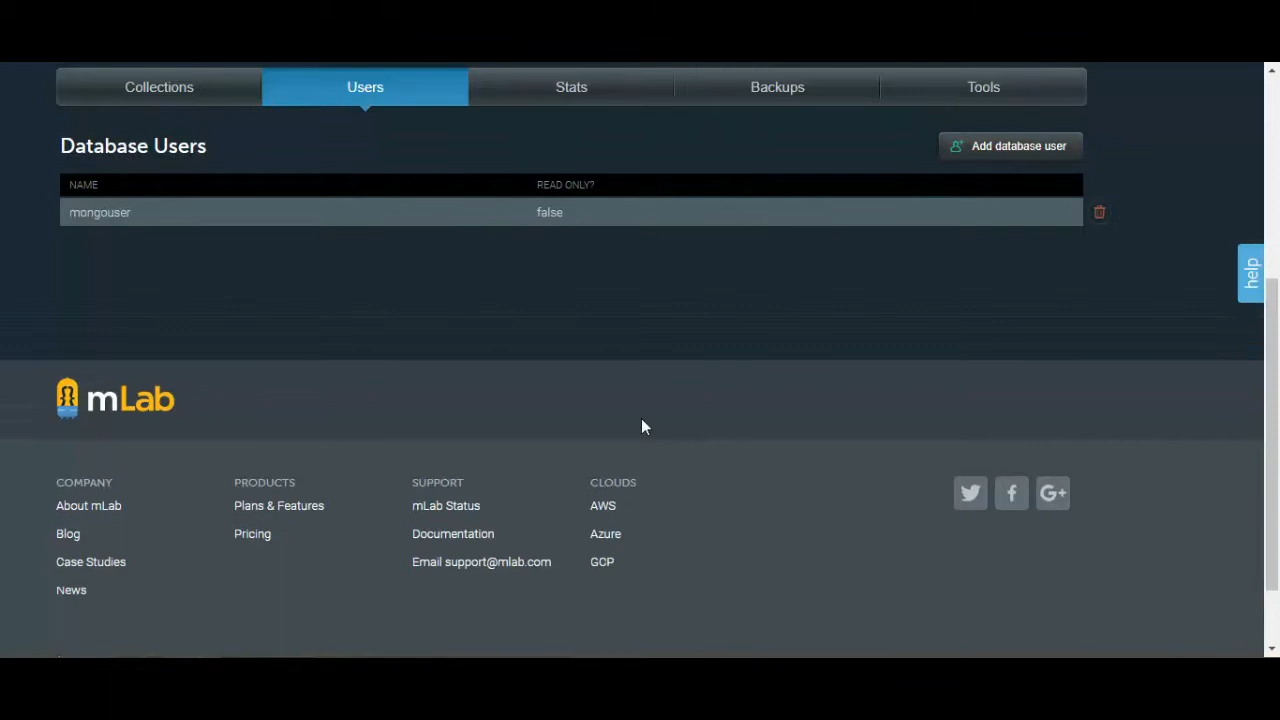 Collections Users Stats Backups Tools
Database Users Add database user
NAME READ ONLY?
mongouser false
help
mLab
COMPANY PRODUCTS SUPPORT CLOUDS
About mLab Plans & Features mLab Status AWS
Blog Pricing Documentation Azure
Case Studies Email support@mlab.com GCP
News
G+